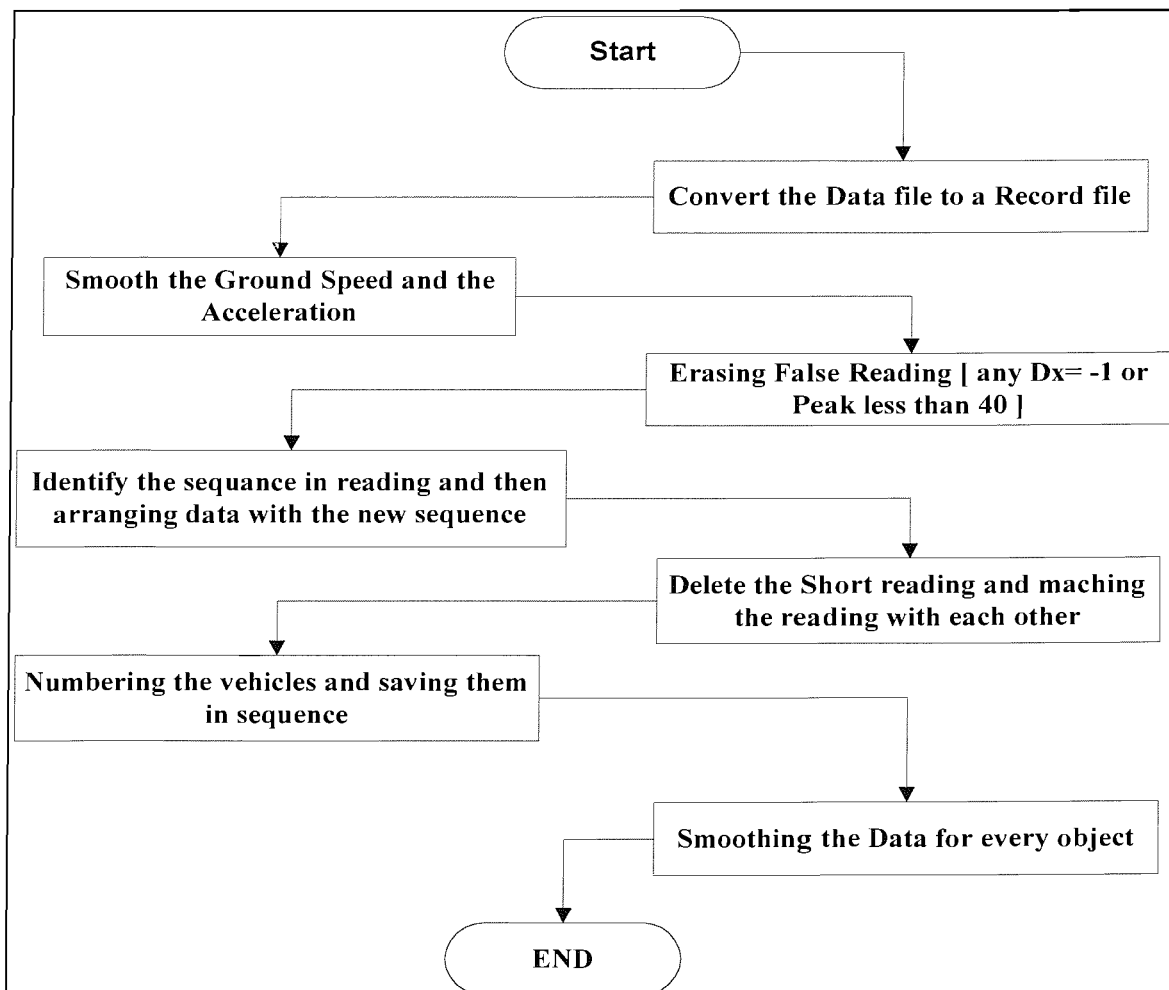 Start
Convert the Data file to a Record file
Smooth the Ground Speed and the
Acceleration
Erasing False Reading [ any Dx= -1 or
Peak less than 40 ]
Identify the sequance in reading and then
arranging data with the new sequence
Delete the Short reading and maching
the reading with each other
Numbering the vehicles and saving them
in sequence
Smoothing the Data for every object
END